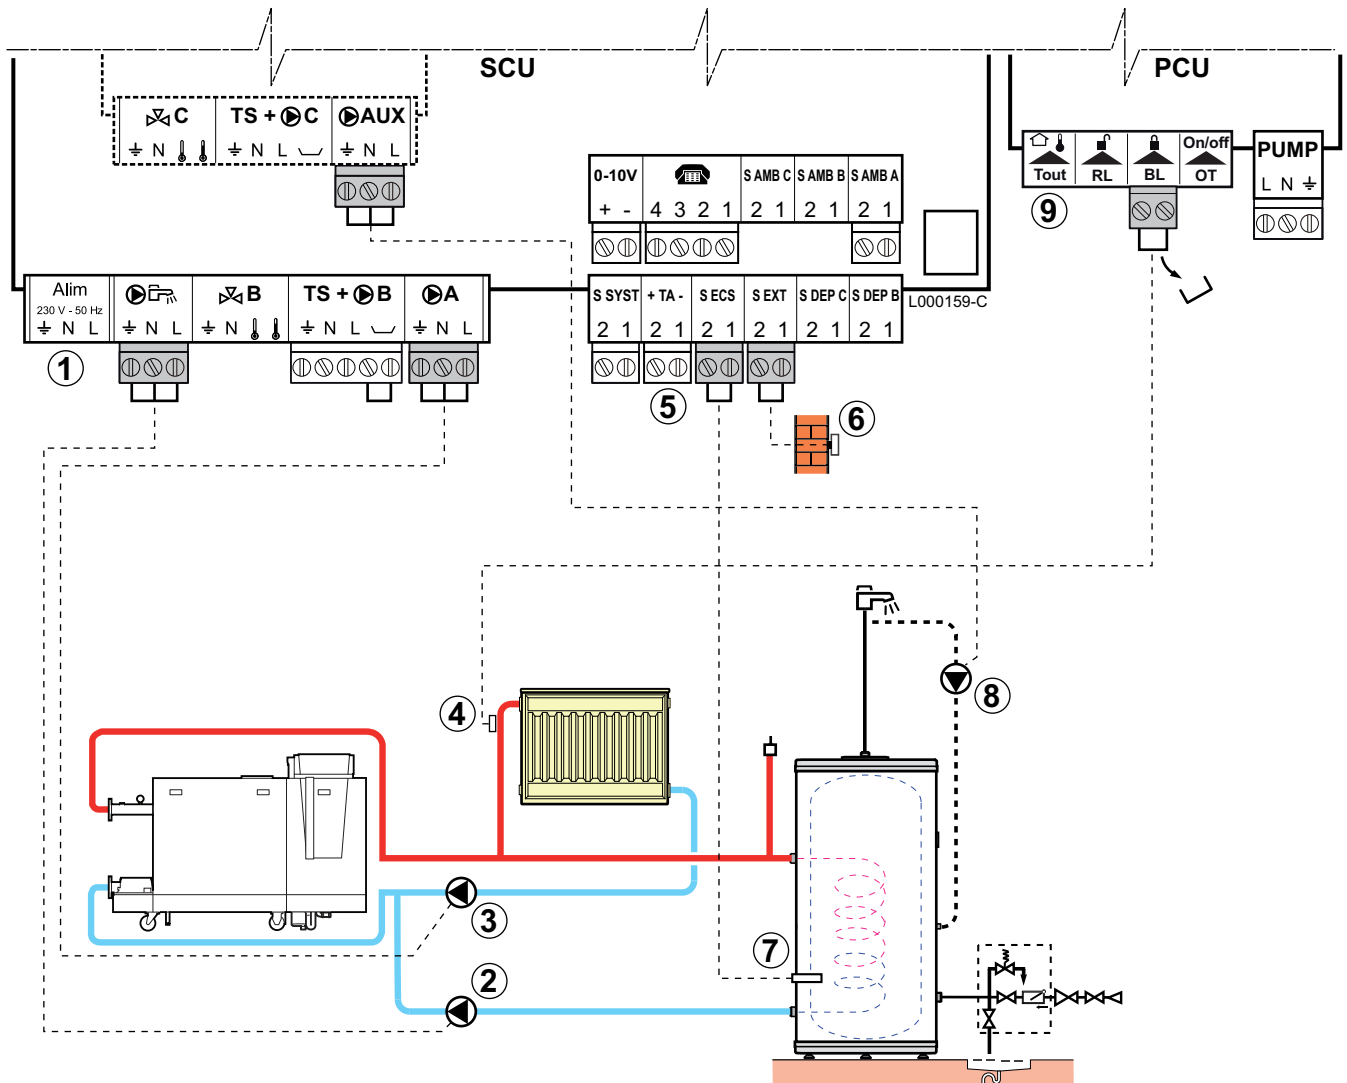 SCU
PCU
C TS + C AUX
N N L N L
0-10V S AMB C S AMB B S AMB A
+ - 4 3 2 1 2 1 2 1 2 1
On/off
Tout RL BL OT
PUMP
L N
9
Alim B TS + B A
230 V - 50 Hz
N L N L N N L N L
S SYST + TA - S ECS S EXT S DEP C S DEP B
2 1 2 1 2 1 2 1 2 1 2 1
L000159-C
1
5
6
8
4
3
7
2